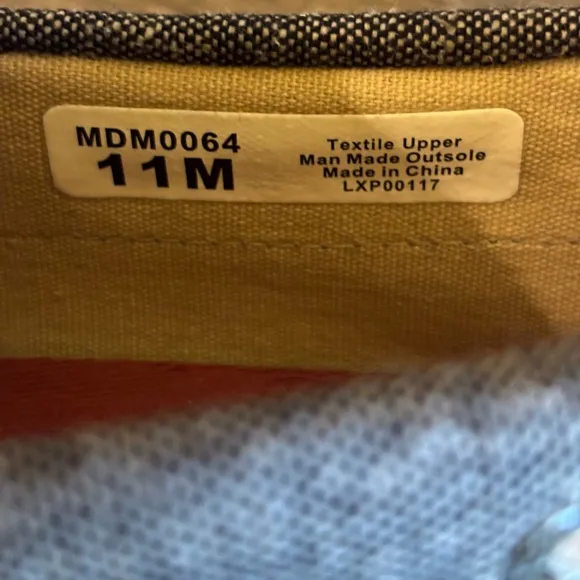 MDM0064
11M
Textile Upper
Man Made Outsole
Made in China
LXP00117